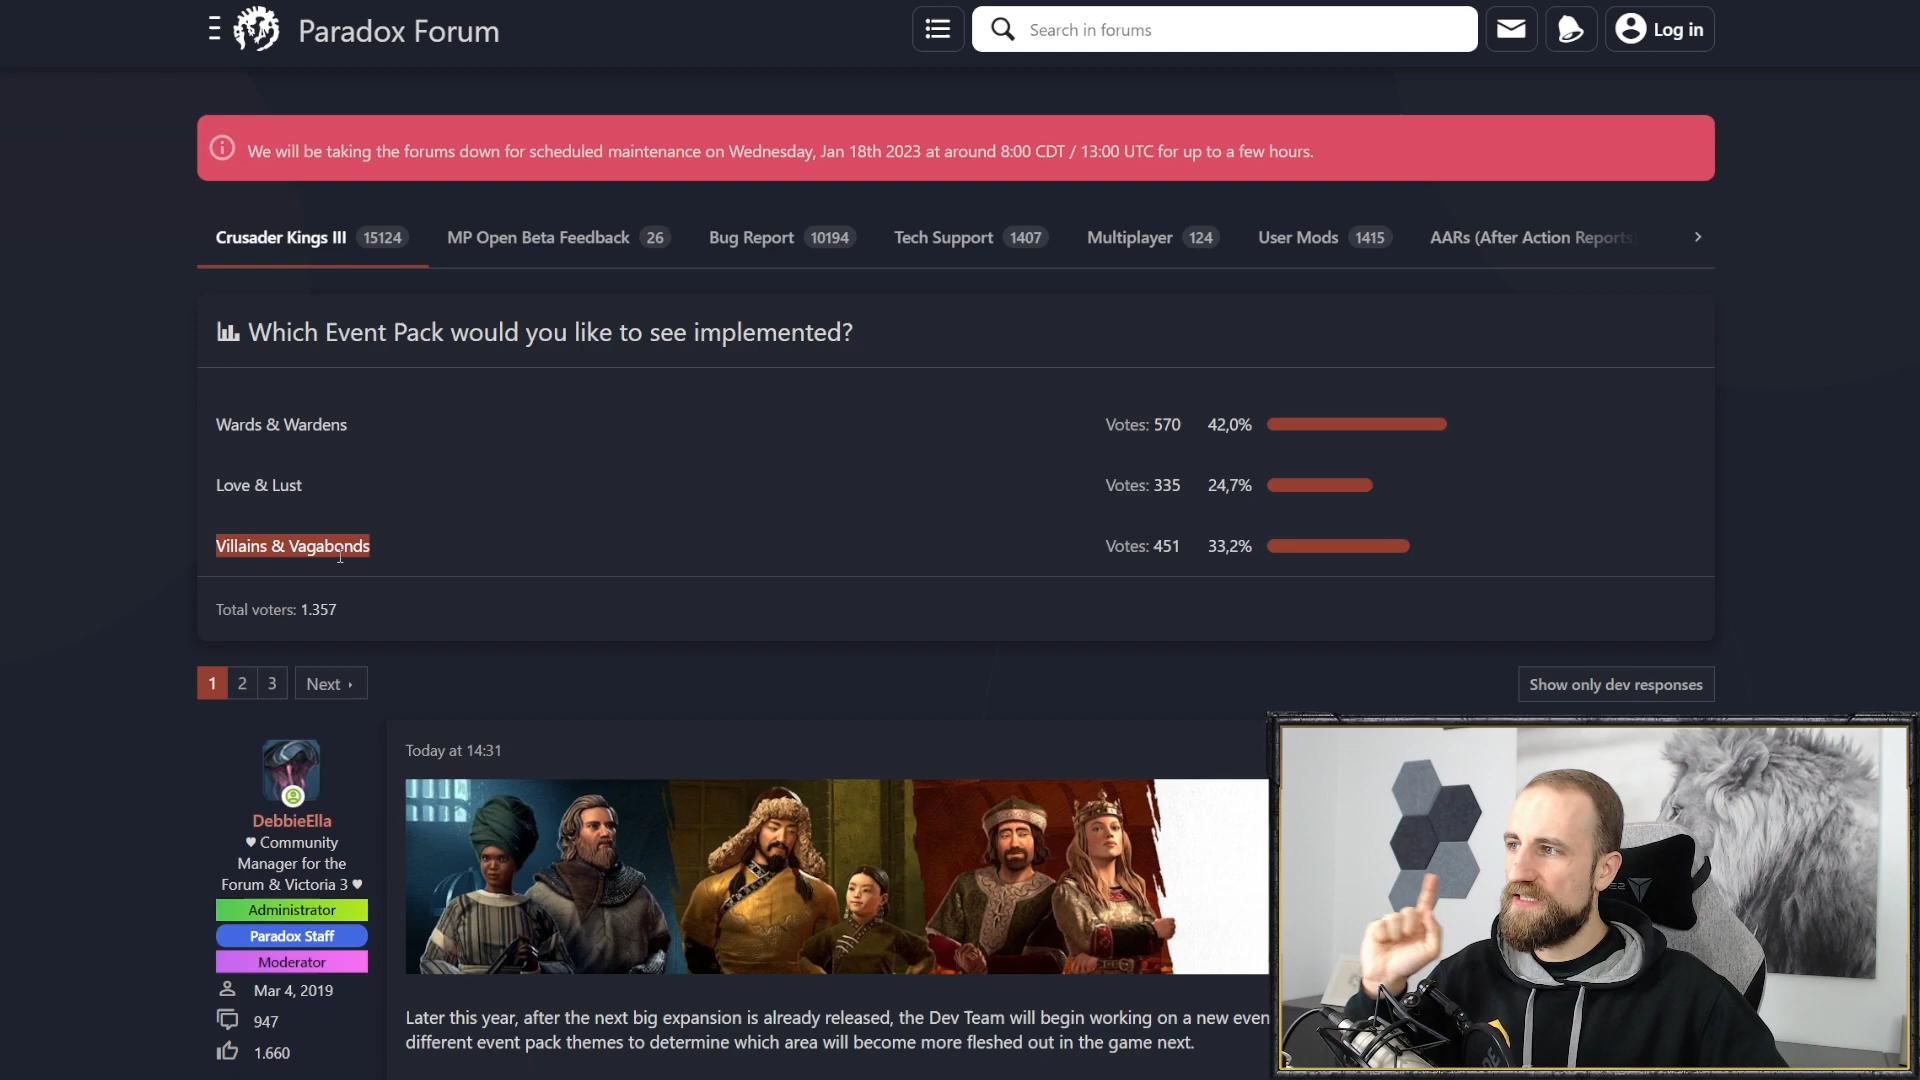 Paradox Forum
Search in forums
Log in
We will be taking the forums down for scheduled maintenance on Wednesday, Jan 18th 2023 at around 8:00 CDT / 13:00 UTC for up to a few hours.
Crusader Kings III 15124 MP Open Beta Feedback 26 Bug Report 10194 Tech Support 1407 Multiplayer 124 User Mods 1415 AARs (After Action Reports
Which Event Pack would you like to see implemented?
Wards & Wardens Votes: 570 42,0%
Love & Lust Votes: 335 24,7%
Villains & Vagabonds Votes: 451 33,2%
Total voters: 1.357
1 2 3 Next
Show only dev responses
Today at 14:31
DebbieElla
♥ Community
Manager for the
Forum & Victoria 3 ♥
Administrator
Paradox Staff
Moderator
Mar 4, 2019
947
1.660
Later this year, after the next big expansion is already released, the Dev Team will begin working on a new even
different event pack themes to determine which area will become more fleshed out in the game next.